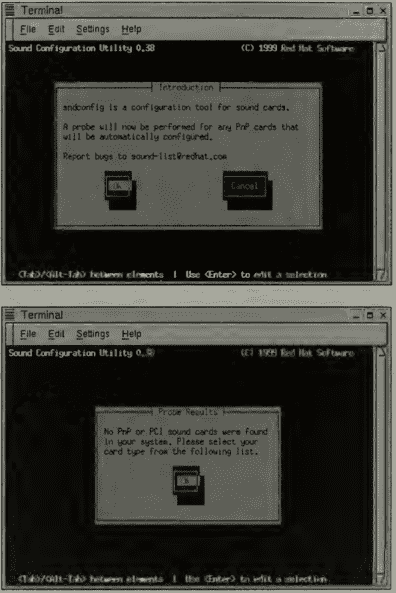 Terminal
File Edit Settings Help
Sound Configuration Utility 0.38 (C) 1999 Red Hat Software
Introduction
sndconfig is a configuration tool for sound cards.
A probe will now be performed for any PnP cards that
will be automatically configured.
Report bugs to sound-list@redhat.com
Ok Cancel
<Tab>/<Alt-Tab> between elements | Use <Enter> to edit a selection
Terminal
File Edit Settings Help
Sound Configuration Utility (C) 1999 Red Hat Software
Probe Results
No PnP or PCI sound cards were found
in your system. Please select your
card type from the following list.
Ok
<Tab>/<Alt-Tab> between elements | Use <Enter> to edit a selection